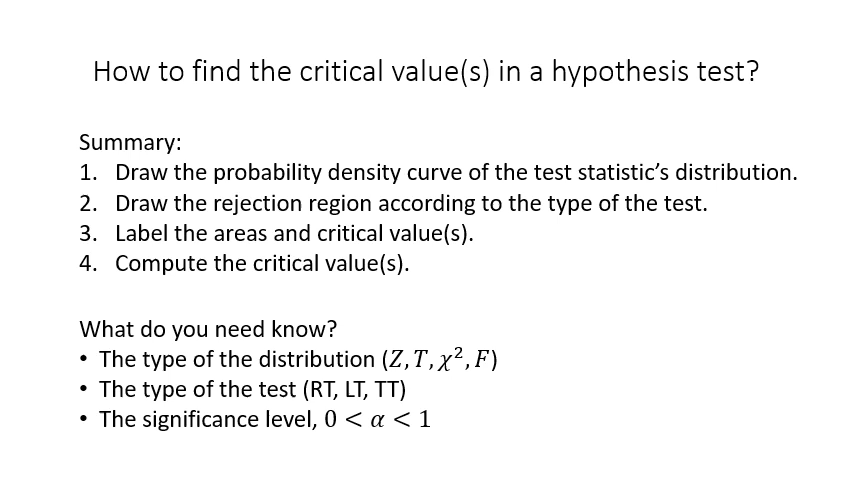 How to find the critical value(s) in a hypothesis test?
Summary:
1. Draw the probability density curve of the test statistic’s distribution.
2. Draw the rejection region according to the type of the test.
3. Label the areas and critical value(s).
4. Compute the critical value(s).
What do you need know?
• The type of the distribution (𝑍, 𝑇, 𝜒², 𝐹)
• The type of the test (RT, LT, TT)
• The significance level, 0 < 𝛼 < 1